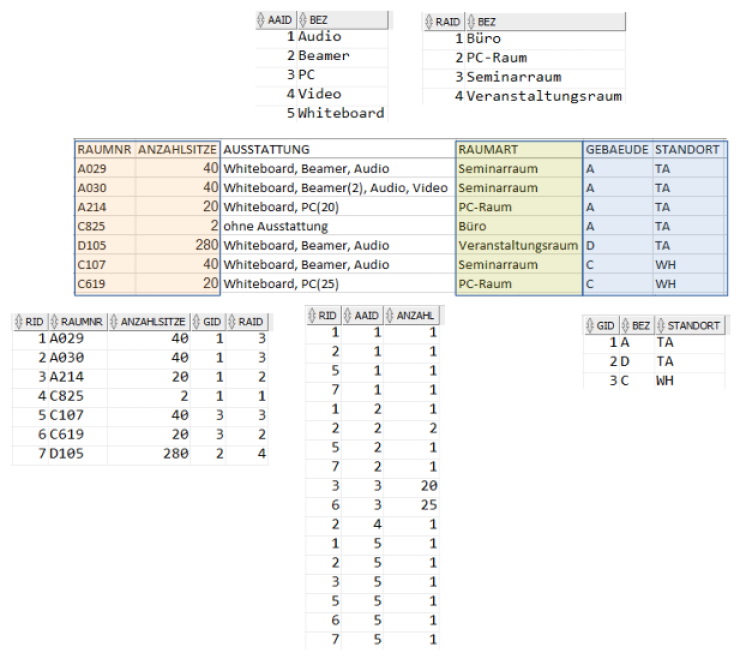 AAID BEZ
1 Audio
2 Beamer
3 PC
4 Video
5 Whiteboard
RAID BEZ
1 Büro
2 PC-Raum
3 Seminarraum
4 Veranstaltungsraum
RAUMNR ANZAHLSITZE AUSSTATTUNG RAUMART GEBAEUDE STANDORT
A029 40 Whiteboard, Beamer, Audio Seminarraum A TA
A030 40 Whiteboard, Beamer(2), Audio, Video Seminarraum A TA
A214 20 Whiteboard, PC(20) PC-Raum A TA
C825 2 ohne Ausstattung Büro A TA
D105 280 Whiteboard, Beamer, Audio Veranstaltungsraum D TA
C107 40 Whiteboard, Beamer, Audio Seminarraum C WH
C619 20 Whiteboard, PC(25) PC-Raum C WH
RID RAUMNR ANZAHLSITZE GID RAID
1 A029 40 1 3
2 A030 40 1 3
3 A214 20 1 2
4 C825 2 1 1
5 C107 40 3 3
6 C619 20 3 2
7 D105 280 2 4
RID AAID ANZAHL
1 1 1
2 1 1
5 1 1
7 1 1
1 2 1
2 2 2
5 2 1
7 2 1
3 3 20
6 3 25
2 4 1
1 5 1
2 5 1
3 5 1
5 5 1
6 5 1
7 5 1
GID BEZ STANDORT
1 A TA
2 D TA
3 C WH